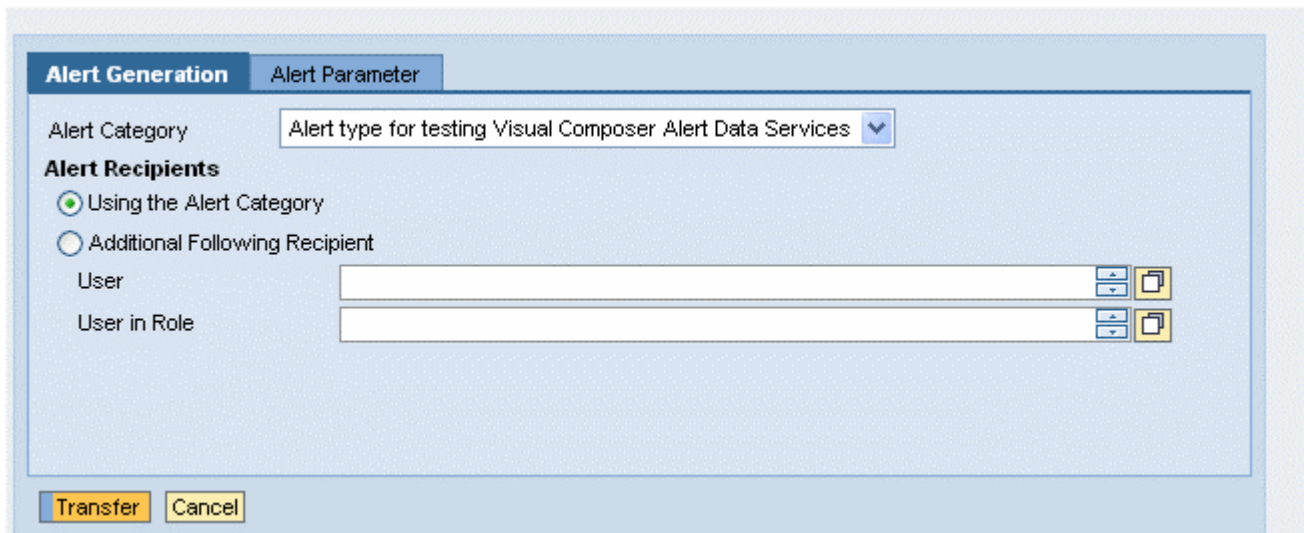 Alert Generation Alert Parameter
Alert Category Alert type for testing Visual Composer Alert Data Services
Alert Recipients
Using the Alert Category
Additional Following Recipient
User
User in Role
Transfer Cancel